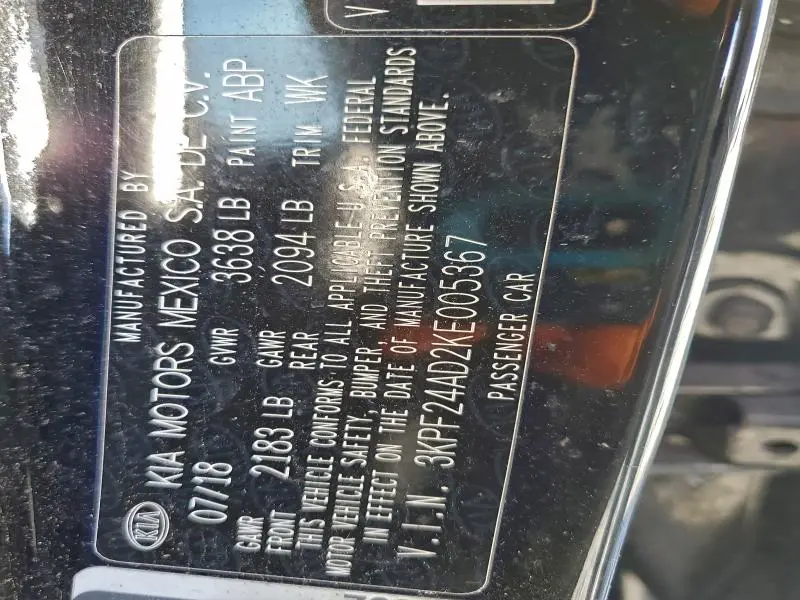 MANUFACTURED BY
KIA KIA MOTORS MEXICO S.A. DE C.V.
07/18 GVWR 3638 LB PAINT ABP
GAWR FRONT 2183 LB GAWR REAR 2094 LB TRIM WK
THIS VEHICLE CONFORMS TO ALL APPLICABLE U.S. FEDERAL
MOTOR VEHICLE SAFETY, BUMPER, AND THEFT PREVENTION STANDARDS
IN EFFECT ON THE DATE OF MANUFACTURE SHOWN ABOVE.
V.I.N. 3KPF24AD2KE005367
PASSENGER CAR